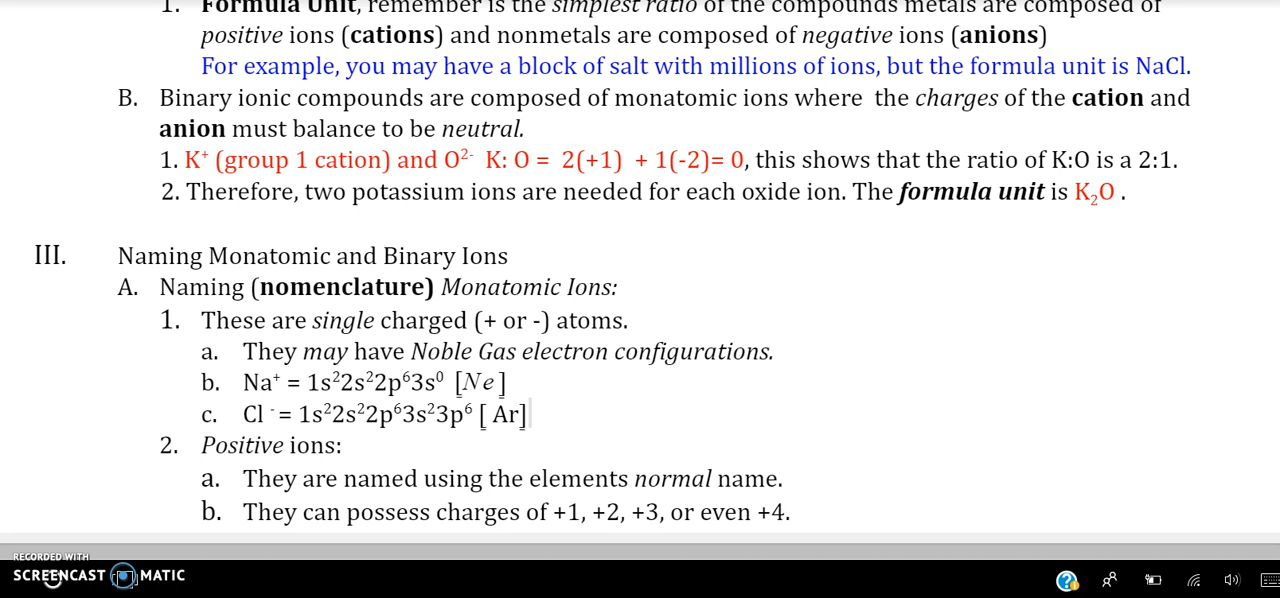 1. Formula Unit, remember is the simplest ratio of the compounds metals are composed of
positive ions (cations) and nonmetals are composed of negative ions (anions)
For example, you may have a block of salt with millions of ions, but the formula unit is NaCl.
B. Binary ionic compounds are composed of monatomic ions where the charges of the cation and
anion must balance to be neutral.
1. K⁺ (group 1 cation) and O²⁻ K: O = 2(+1) + 1(-2)= 0, this shows that the ratio of K:O is a 2:1.
2. Therefore, two potassium ions are needed for each oxide ion. The formula unit is K₂O .
III. Naming Monatomic and Binary Ions
A. Naming (nomenclature) Monatomic Ions:
1. These are single charged (+ or -) atoms.
a. They may have Noble Gas electron configurations.
b. Na⁺ = 1s²2s²2p⁶3s⁰ [Ne]
c. Cl ⁻= 1s²2s²2p⁶3s²3p⁶ [ Ar]
2. Positive ions:
a. They are named using the elements normal name.
b. They can possess charges of +1, +2, +3, or even +4.
RECORDED WITH
SCREENCAST MATIC